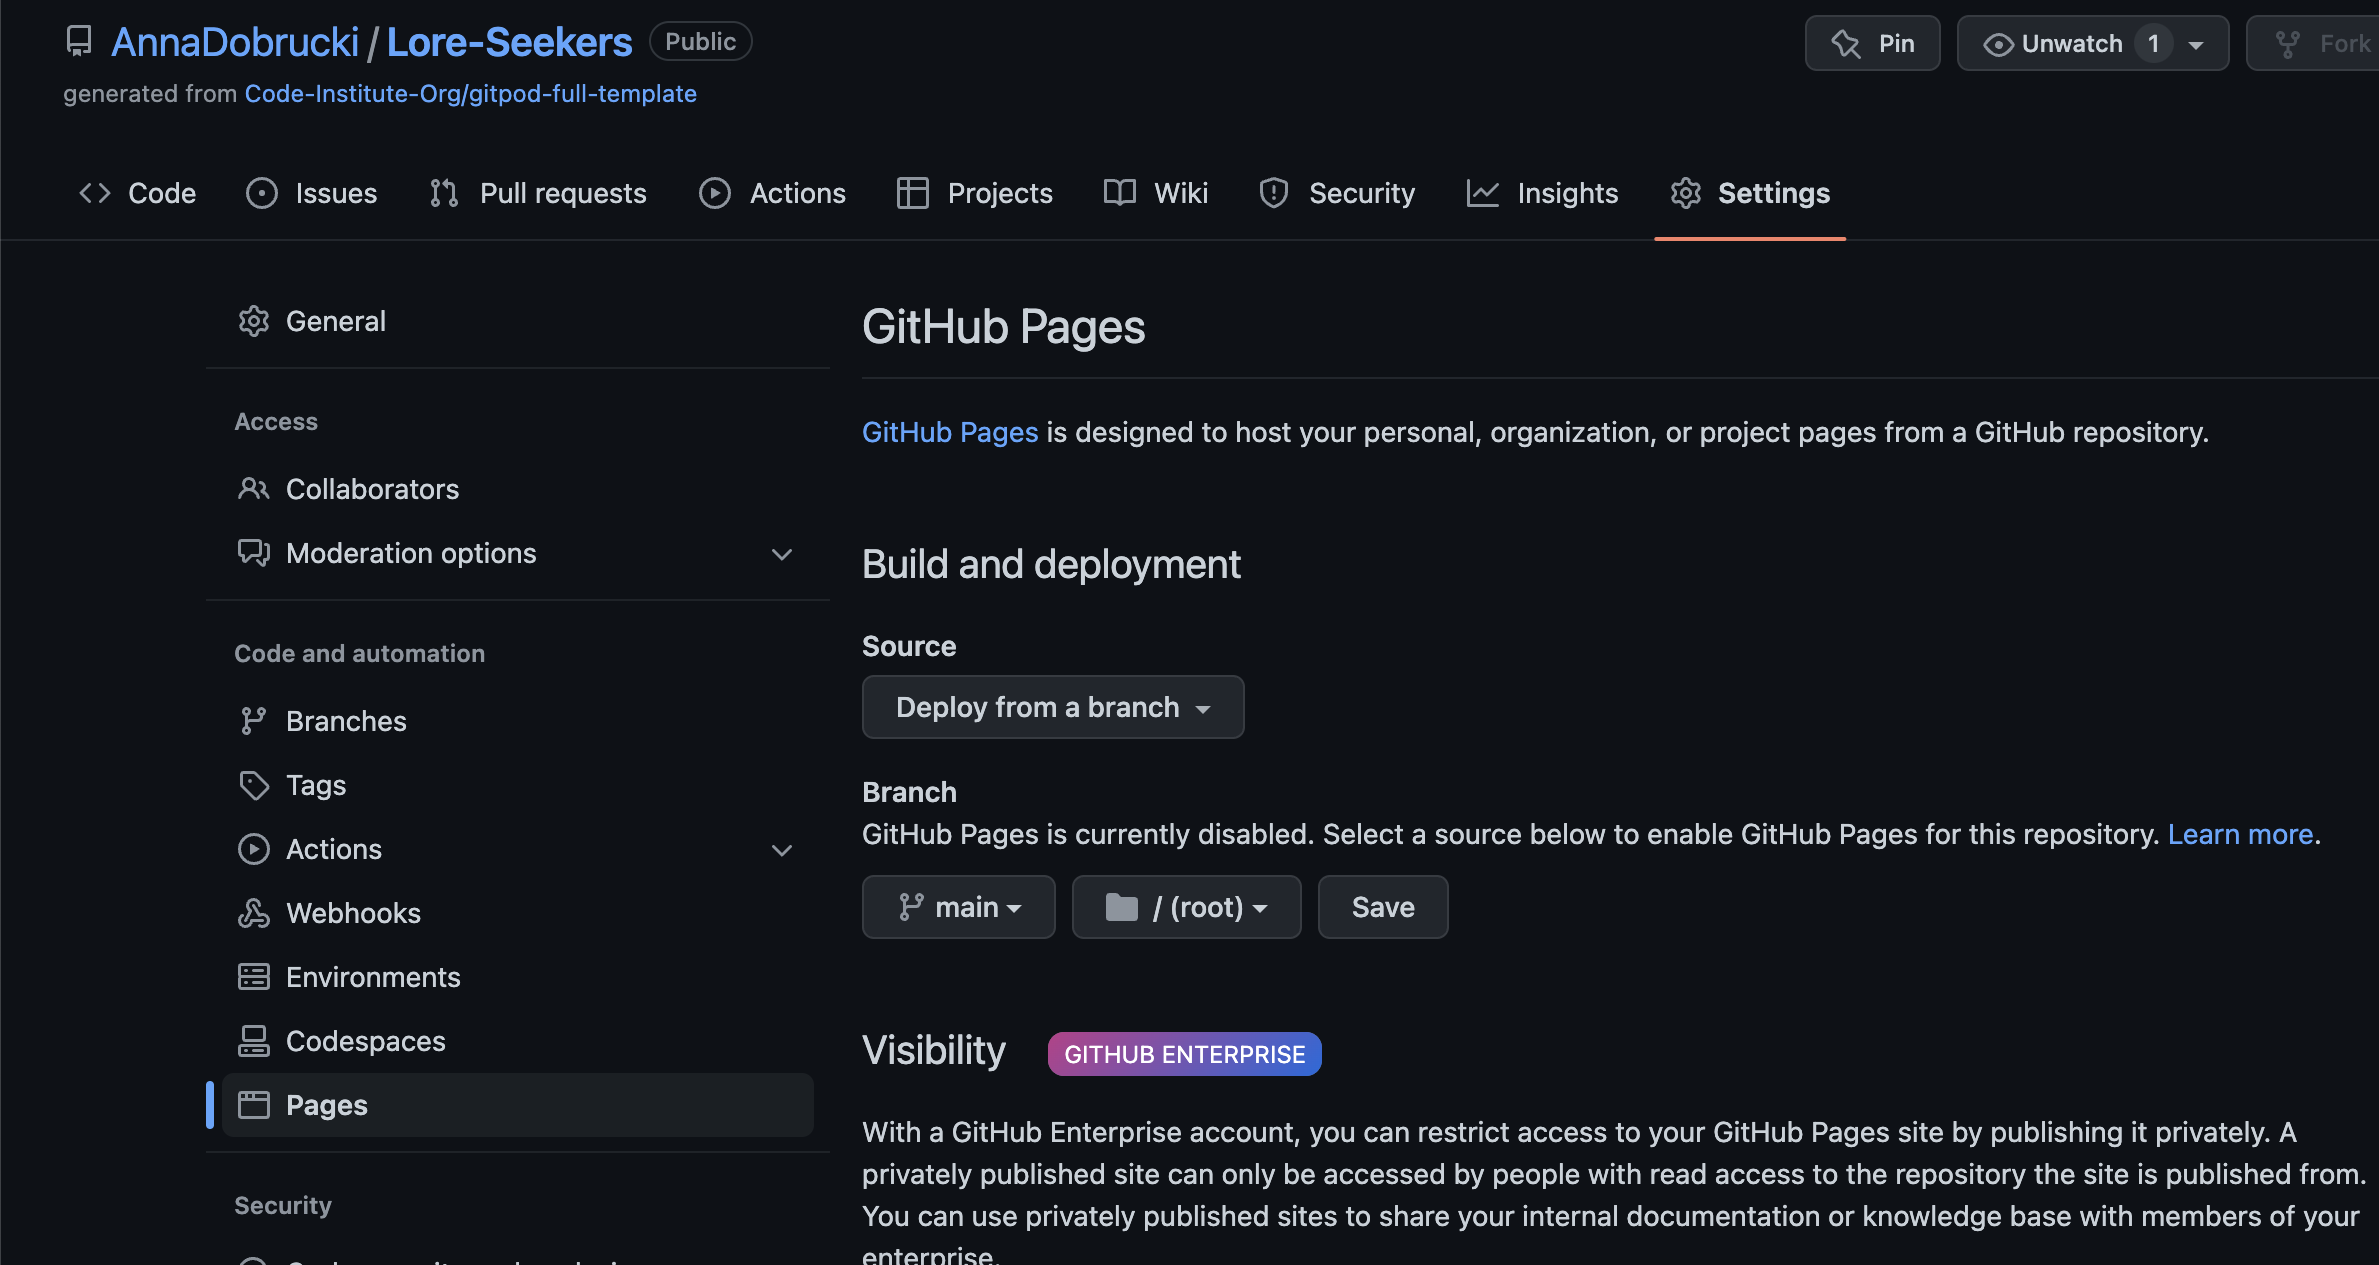 AnnaDobrucki / Lore-Seekers Public
Pin
Unwatch 1
Fork
generated from Code-Institute-Org/gitpod-full-template
Code
Issues
Pull requests
Actions
Projects
Wiki
Security
Insights
Settings
General
Access
Collaborators
Moderation options
Code and automation
Branches
Tags
Actions
Webhooks
Environments
Codespaces
Pages
Security
GitHub Pages
GitHub Pages is designed to host your personal, organization, or project pages from a GitHub repository.
Build and deployment
Source
Deploy from a branch
Branch
GitHub Pages is currently disabled. Select a source below to enable GitHub Pages for this repository. Learn more.
main
/ (root)
Save
Visibility GITHUB ENTERPRISE
With a GitHub Enterprise account, you can restrict access to your GitHub Pages site by publishing it privately. A
privately published site can only be accessed by people with read access to the repository the site is published from.
You can use privately published sites to share your internal documentation or knowledge base with members of your
enterprise.